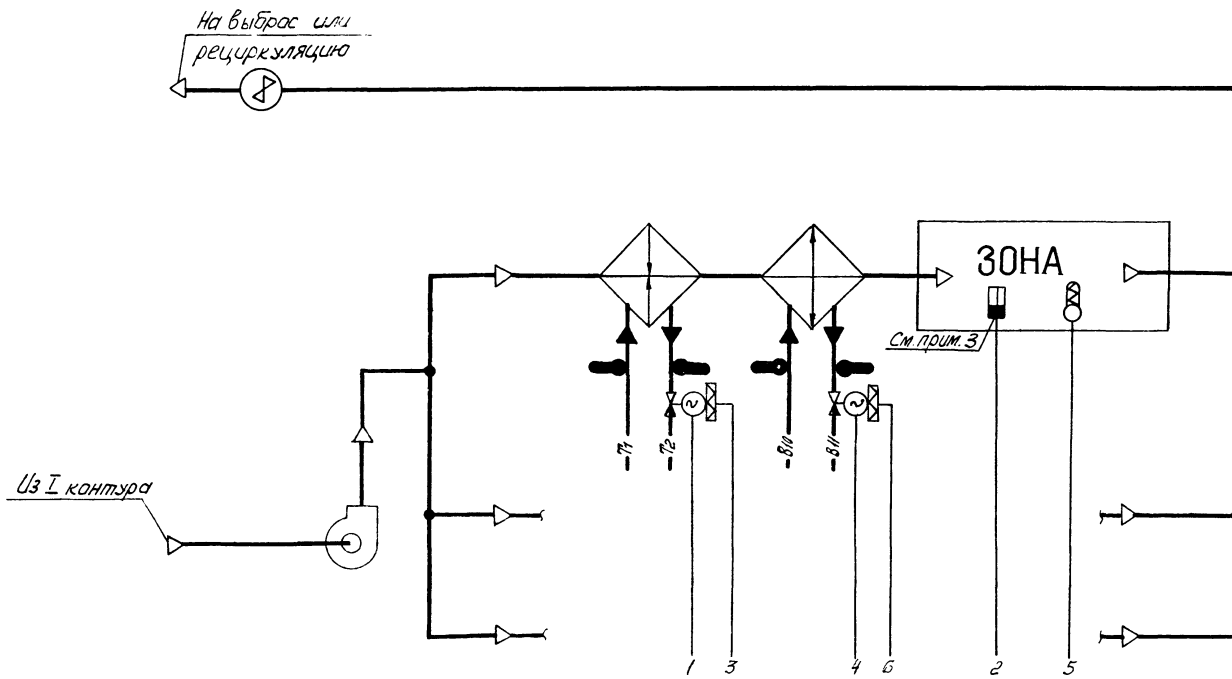 На выброс или
рециркуляцию
ЗОНА
См. прим. 3
Т1
Т2
В10
В11
Из I контура
1
3
4
6
2
5